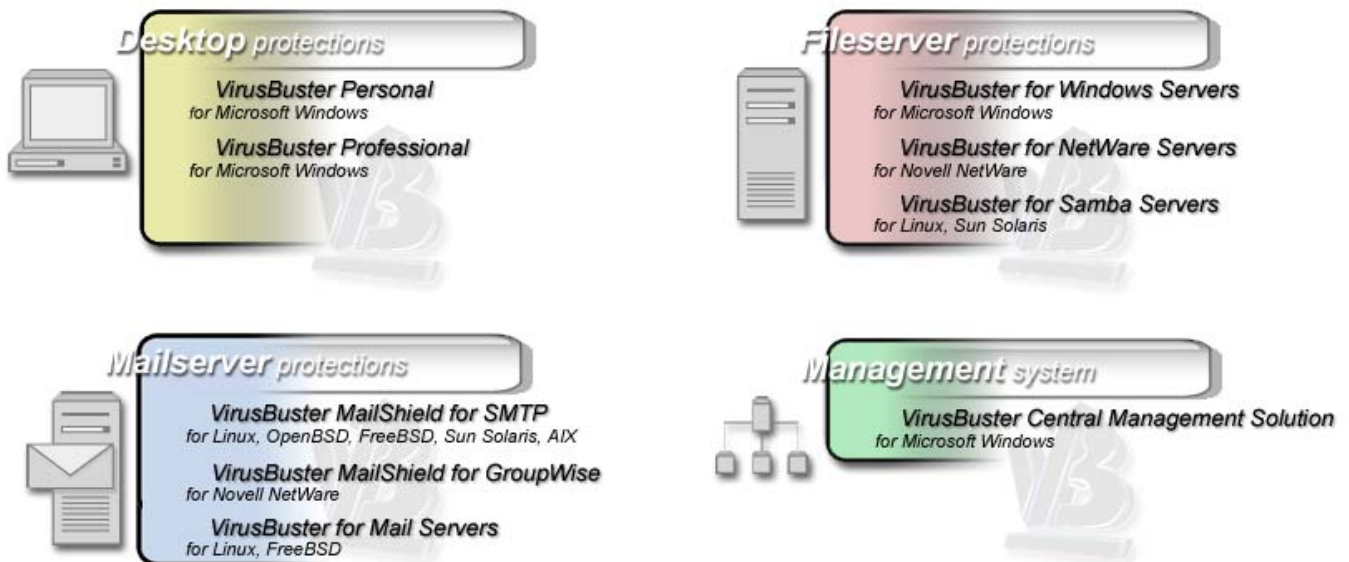 Desktop protections
VirusBuster Personal
for Microsoft Windows
VirusBuster Professional
for Microsoft Windows
Fileserver protections
VirusBuster for Windows Servers
for Microsoft Windows
VirusBuster for NetWare Servers
for Novell NetWare
VirusBuster for Samba Servers
for Linux, Sun Solaris
Mailserver protections
VirusBuster MailShield for SMTP
for Linux, OpenBSD, FreeBSD, Sun Solaris, AIX
VirusBuster MailShield for GroupWise
for Novell NetWare
VirusBuster for Mail Servers
for Linux, FreeBSD
Management system
VirusBuster Central Management Solution
for Microsoft Windows